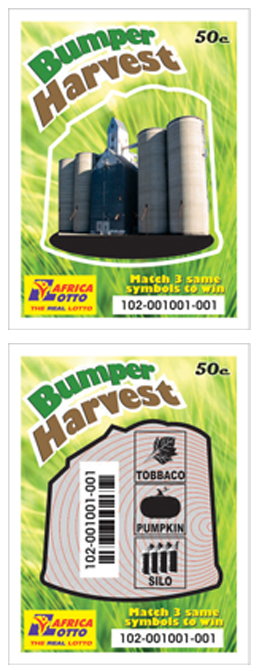 Bumper
Harvest
50c
AFRICA
LOTTO
THE REAL LOTTO
Match 3 same
symbols to win
102-001001-001
Bumper
Harvest
50c
102-001001-001
TOBBACO
PUMPKIN
SILO
AFRICA
LOTTO
THE REAL LOTTO
Match 3 same
symbols to win
102-001001-001